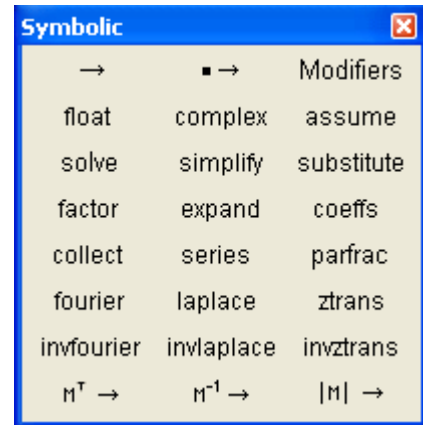 Symbolic
→ ▪ → Modifiers
float complex assume
solve simplify substitute
factor expand coeffs
collect series parfrac
fourier laplace ztrans
invfourier invlaplace invztrans
Mᵀ → M⁻¹ → |M| →